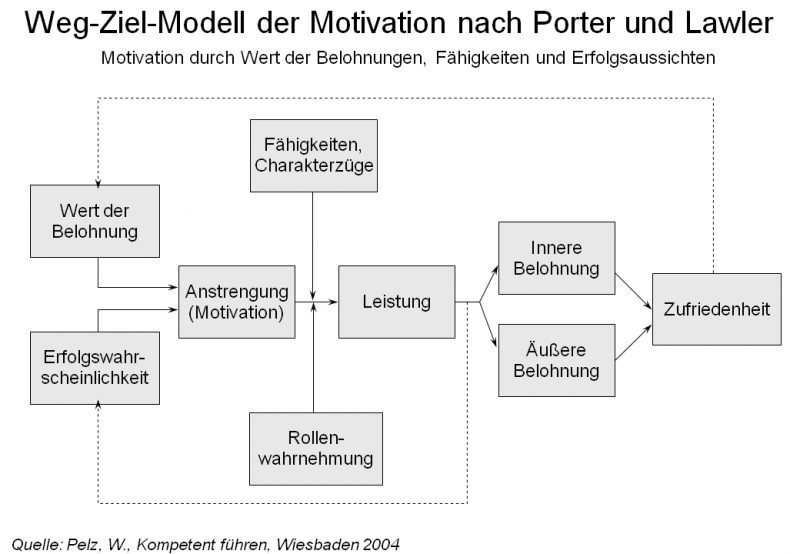 Weg-Ziel-Modell der Motivation nach Porter und Lawler
Motivation durch Wert der Belohnungen, Fähigkeiten und Erfolgsaussichten
Fähigkeiten,
Charakterzüge
Wert der
Belohnung
Innere
Belohnung
Anstrengung
(Motivation)
Leistung
Zufriedenheit
Erfolgswahr-
scheinlichkeit
Äußere
Belohnung
Rollen-
wahrnehmung
Quelle: Pelz, W., Kompetent führen, Wiesbaden 2004